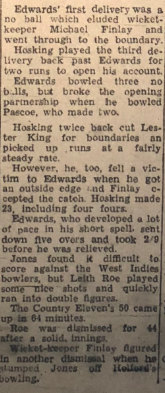 Edwards' first delivery was a
no ball which eluded wicket-
keeper Michael Finlay and
went through to the boundary.
Hosking played the third de-
livery back past Edwards for
two runs to open his account.
Edwards bowled three no
balls, but broke the opening
partnership when he bowled
Pascoe, who made two.
Hosking twice back cut Les-
ter King for boundaries an
picked up runs at a fairly
steady rate.
However, he, too, fell a vic-
tim to Edwards when he got
an outside edge and Finlay
cepted the catch. Hosking made
23, including four fours.
Edwards, who developed a lot
of pace in his short spell, sent
down five overs and took 2/9
before he was relieved.
Jones found it difficult to
score against the West Indies
bowlers, but Leith Roe played
some nice shots and quickly
ran into double figures.
The County Eleven's 50 came
up in 64 minutes.
Roe was dismissed for 44
after a solid, innings.
Wicket-keeper Finlay figured
in another dismissal when he
stumped Jones off Holford's
bowling.